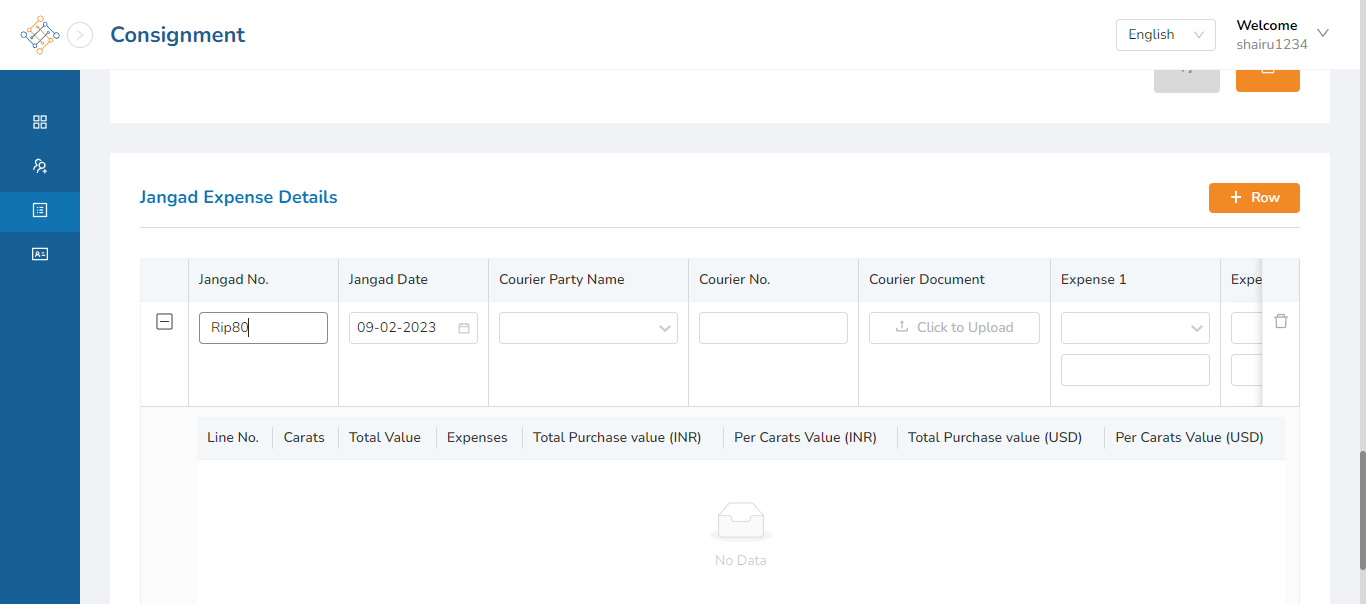 Consignment
English
Welcome
shairu1234
Jangad Expense Details
Row
Jangad No.
Jangad Date
Courier Party Name
Courier No.
Courier Document
Expense 1
Expe
Rip80
09-02-2023
Click to Upload
Line No.
Carats
Total Value
Expenses
Total Purchase value (INR)
Per Carats Value (INR)
Total Purchase value (USD)
Per Carats Value (USD)
No Data